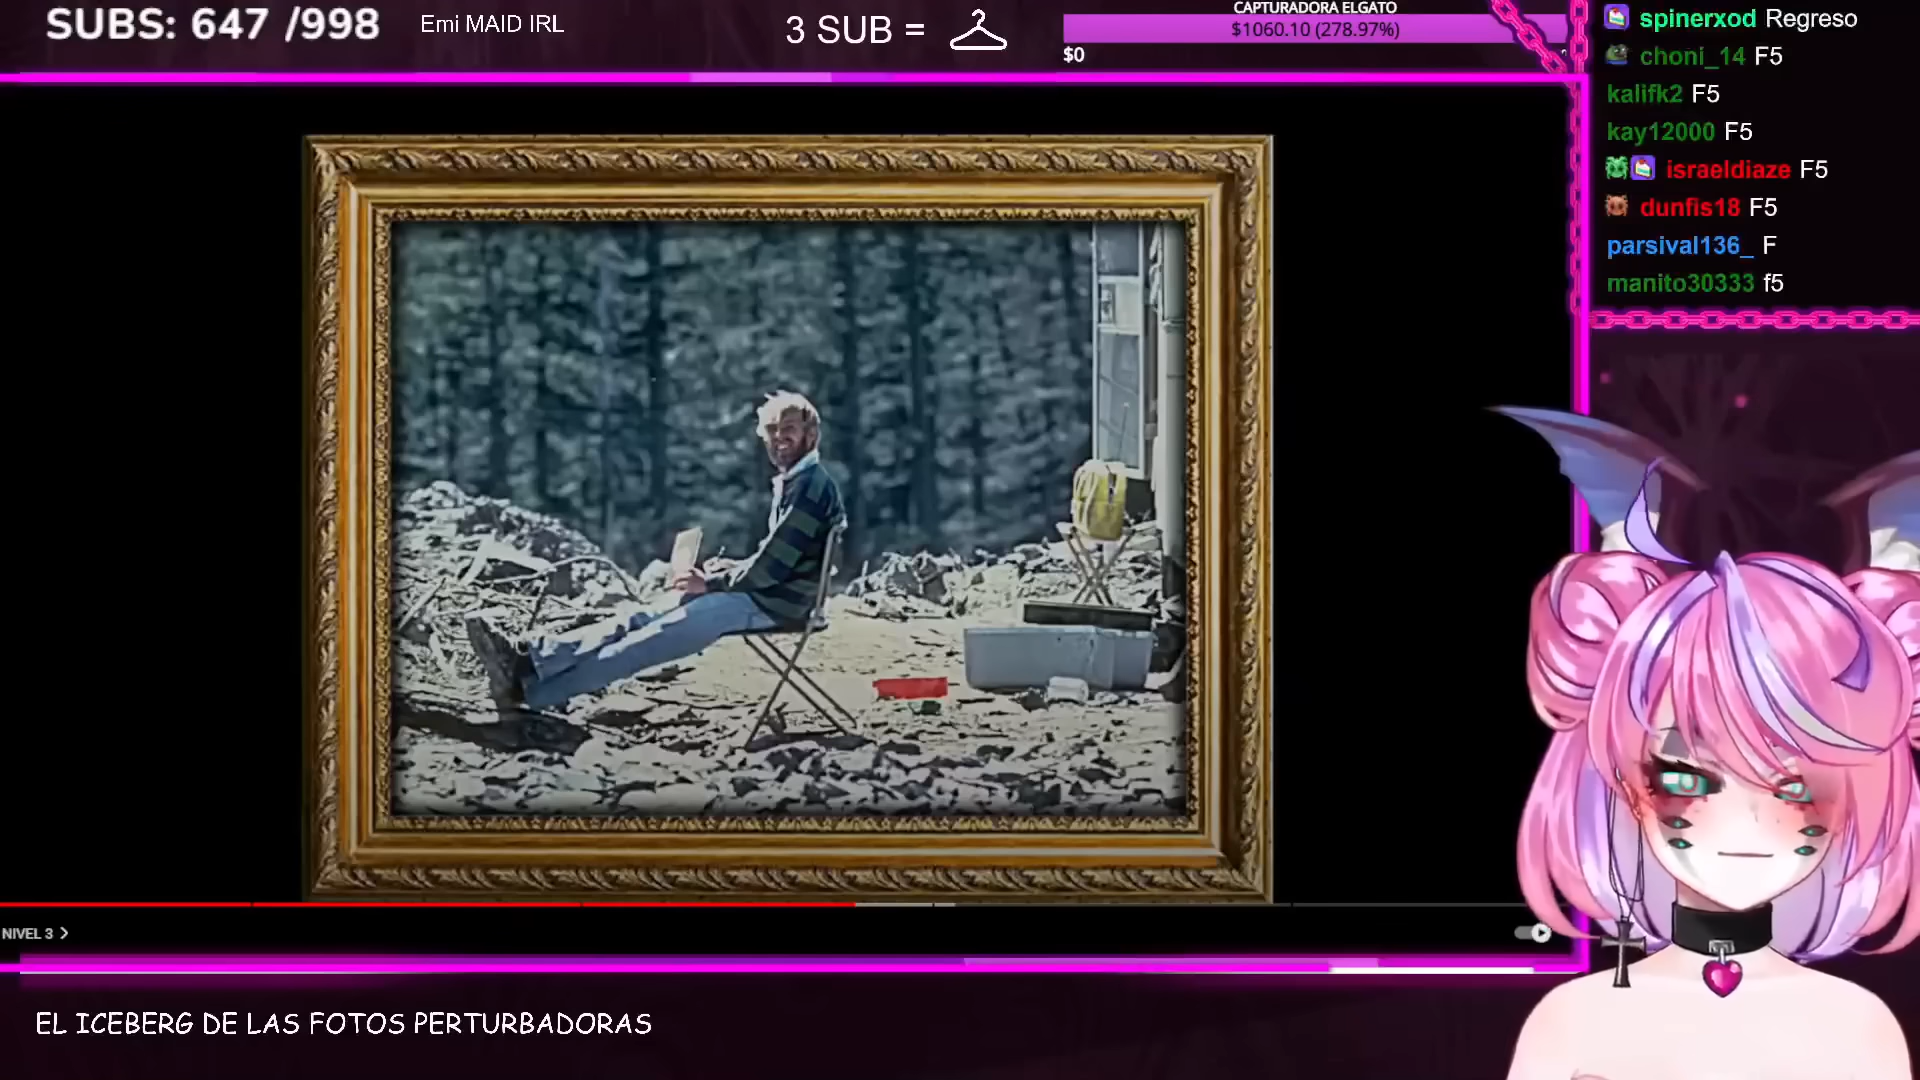 SUBS: 647 /998
Emi MAID IRL
3 SUB =
CAPTURADORA ELGATO
$1060.10 (278.97%)
$0
spinerxod Regreso
choni_14 F5
kalifk2 F5
kay12000 F5
israeldiaze F5
dunfis18 F5
parsival136_ F
manito30333 f5
NIVEL 3 >
EL ICEBERG DE LAS FOTOS PERTURBADORAS